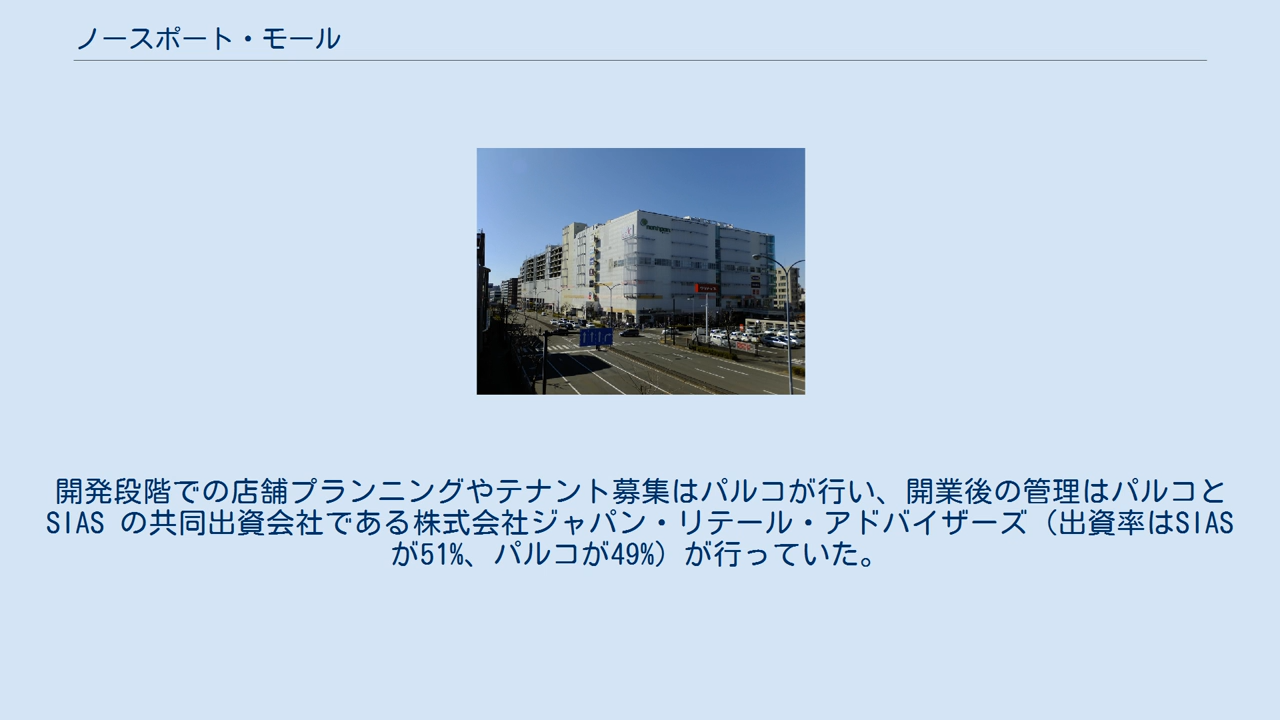 ノースポート・モール
開発段階での店舗プランニングやテナント募集はパルコが行い、開業後の管理はパルコと
SIAS の共同出資会社である株式会社ジャパン・リテール・アドバイザーズ（出資率はSIAS
が51%、パルコが49%）が行っていた。